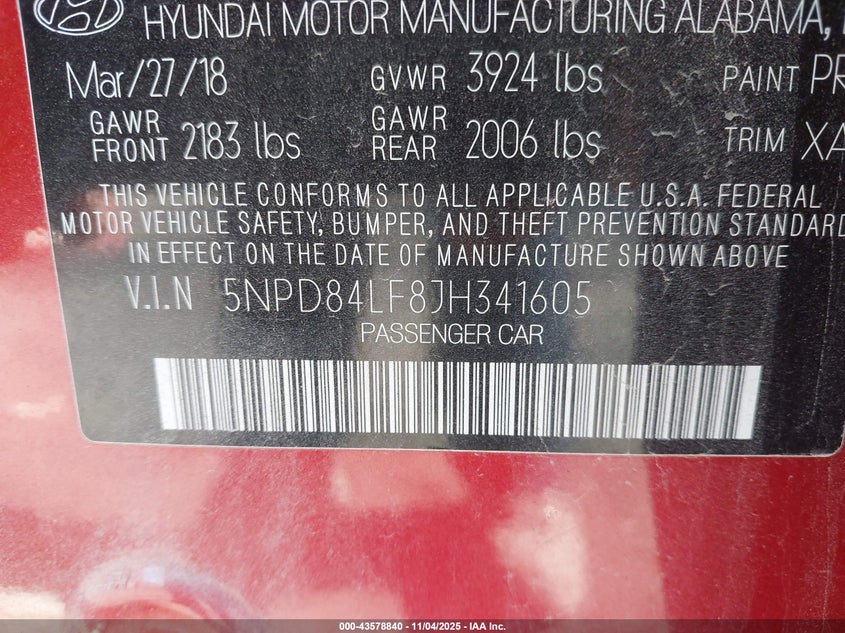 HYUNDAI MOTOR MANUFACTURING ALABAMA,
Mar/27/18 GVWR 3924 lbs PAINT PR
GAWR FRONT 2183 lbs GAWR REAR 2006 lbs TRIM XA
THIS VEHICLE CONFORMS TO ALL APPLICABLE U.S.A. FEDERAL
MOTOR VEHICLE SAFETY, BUMPER, AND THEFT PREVENTION STANDARD
IN EFFECT ON THE DATE OF MANUFACTURE SHOWN ABOVE
V.I.N 5NPD84LF8JH341605
PASSENGER CAR
000-43578840 - 11/04/2025 - IAA Inc.